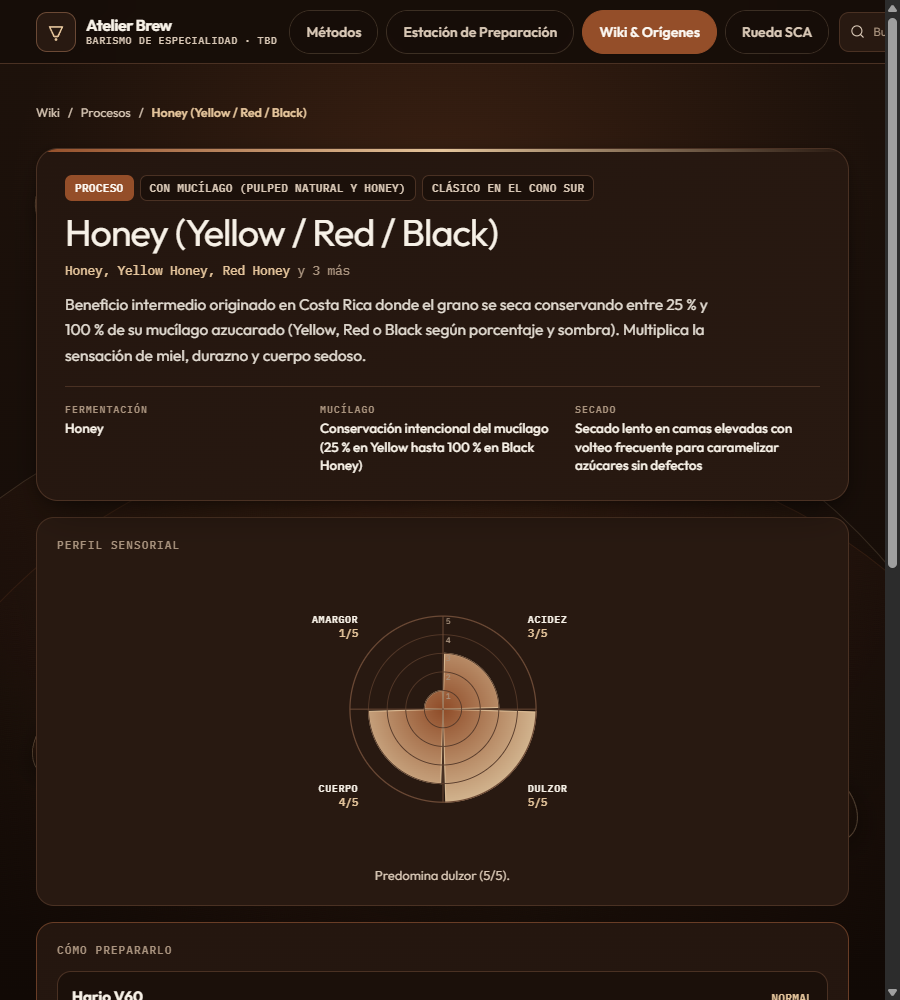 Atelier Brew
BARISMO DE ESPECIALIDAD · TBD
Métodos
Estación de Preparación
Wiki & Orígenes
Rueda SCA
Wiki / Procesos / Honey (Yellow / Red / Black)
PROCESO
CON MUCÍLAGO (PULPED NATURAL Y HONEY)
CLÁSICO EN EL CONO SUR
Honey (Yellow / Red / Black)
Honey, Yellow Honey, Red Honey y 3 más
Beneficio intermedio originado en Costa Rica donde el grano se seca conservando entre 25 % y
100 % de su mucílago azucarado (Yellow, Red o Black según porcentaje y sombra). Multiplica la
sensación de miel, durazno y cuerpo sedoso.
FERMENTACIÓN
Honey
MUCÍLAGO
Conservación intencional del mucílago
(25 % en Yellow hasta 100 % en Black
Honey)
SECADO
Secado lento en camas elevadas con
volteo frecuente para caramelizar
azúcares sin defectos
PERFIL SENSORIAL
AMARGOR
1/5
ACIDEZ
3/5
5
4
2
1
CUERPO
4/5
DULZOR
5/5
Predomina dulzor (5/5).
CÓMO PREPARARLO
Hario V60
NORMAL